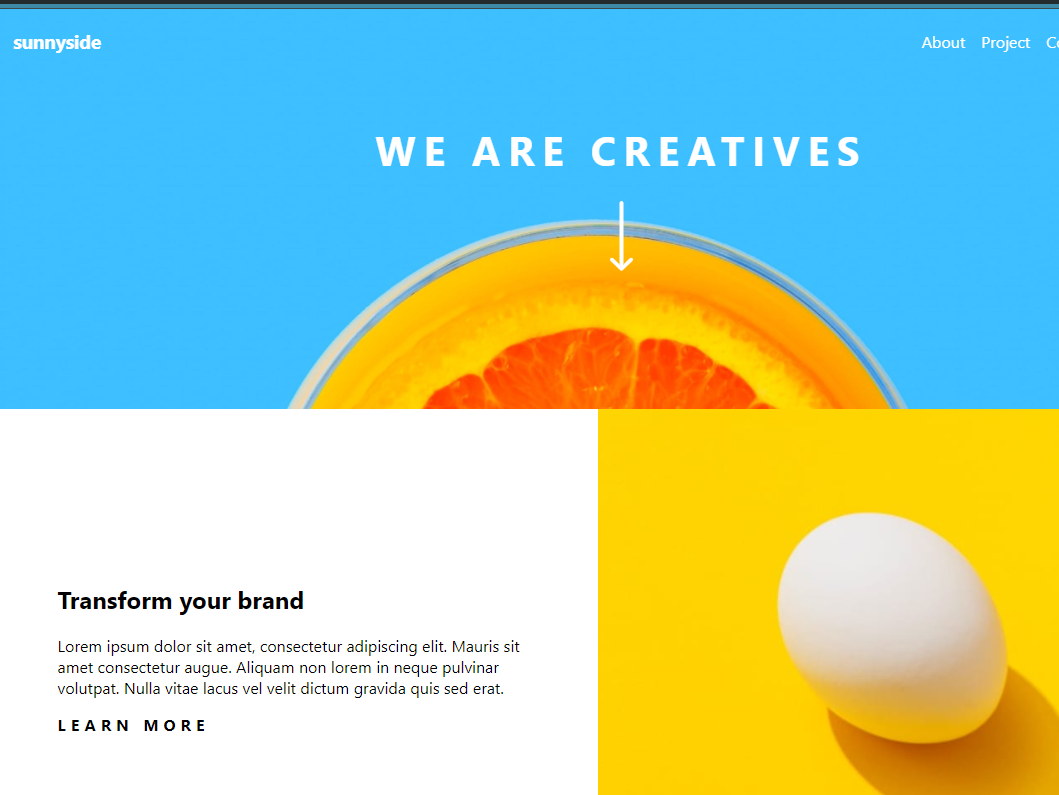 sunnyside
About Project
WE ARE CREATIVES
Transform your brand
Lorem ipsum dolor sit amet, consectetur adipiscing elit. Mauris sit
amet consectetur augue. Aliquam non lorem in neque pulvinar
volutpat. Nulla vitae lacus vel velit dictum gravida quis sed erat.
LEARN MORE